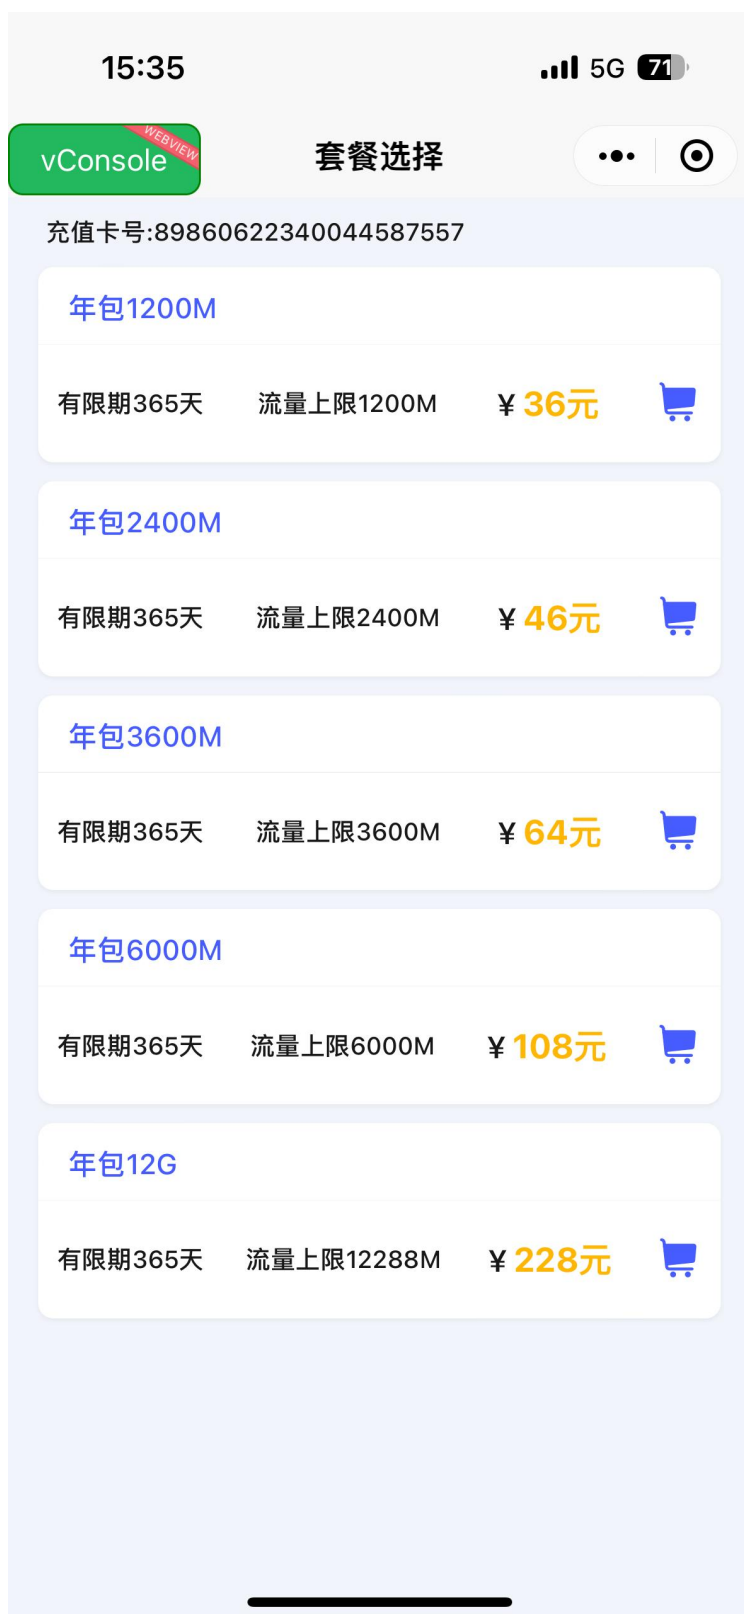 15:35
5G 71
vConsole
WEBVIEW
套餐选择
充值卡号:89860622340044587557
年包1200M
有限期365天 流量上限1200M ¥ 36元
年包2400M
有限期365天 流量上限2400M ¥ 46元
年包3600M
有限期365天 流量上限3600M ¥ 64元
年包6000M
有限期365天 流量上限6000M ¥ 108元
年包12G
有限期365天 流量上限12288M ¥ 228元